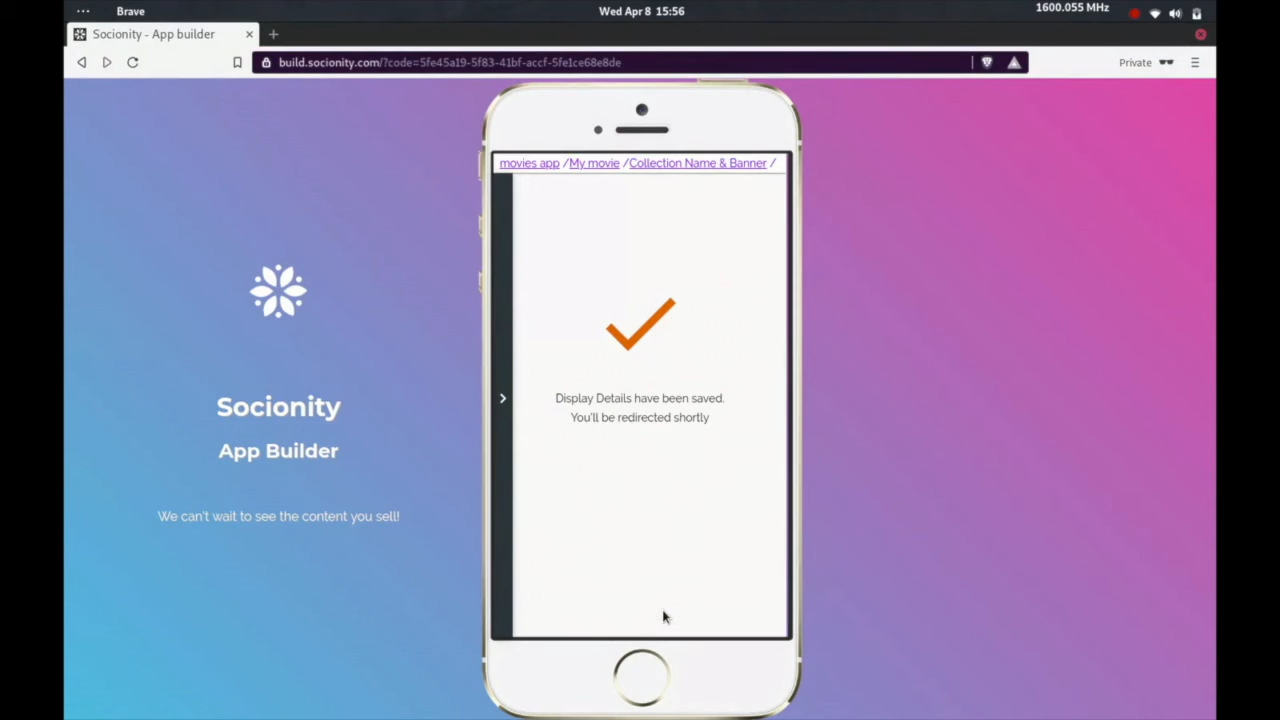 Brave
Wed Apr 8 15:56
1600.055 MHz
Socionity - App builder
build.socionity.com/?code=5fe45a19-5f83-41bf-accf-5fe1ce68e8de
Private
movies app /My movie /Collection Name & Banner /
Display Details have been saved.
You'll be redirected shortly
Socionity
App Builder
We can't wait to see the content you sell!